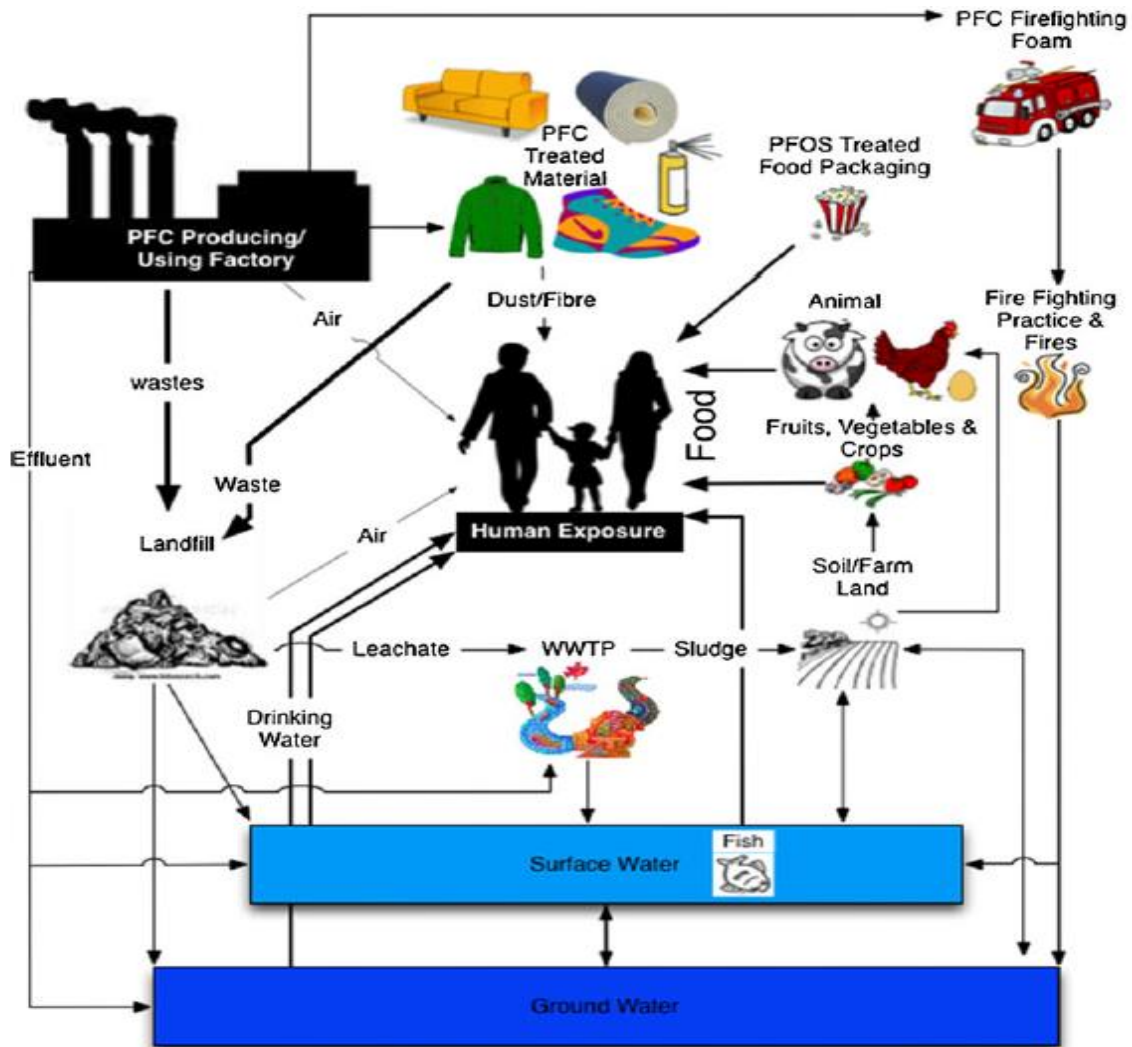 PFC Firefighting
Foam
PFC
Treated
Material
PFOS Treated
Food Packaging
PFC Producing/
Using Factory
Dust/Fibre
Air
Animal
Fire Fighting
Practice &
Fires
wastes
Food
Fruits, Vegetables &
Crops
Effluent
Waste
Landfill
Air
Human Exposure
Soil/Farm
Land
Leachate
WWTP
Sludge
Drinking
Water
Fish
Surface Water
Ground Water